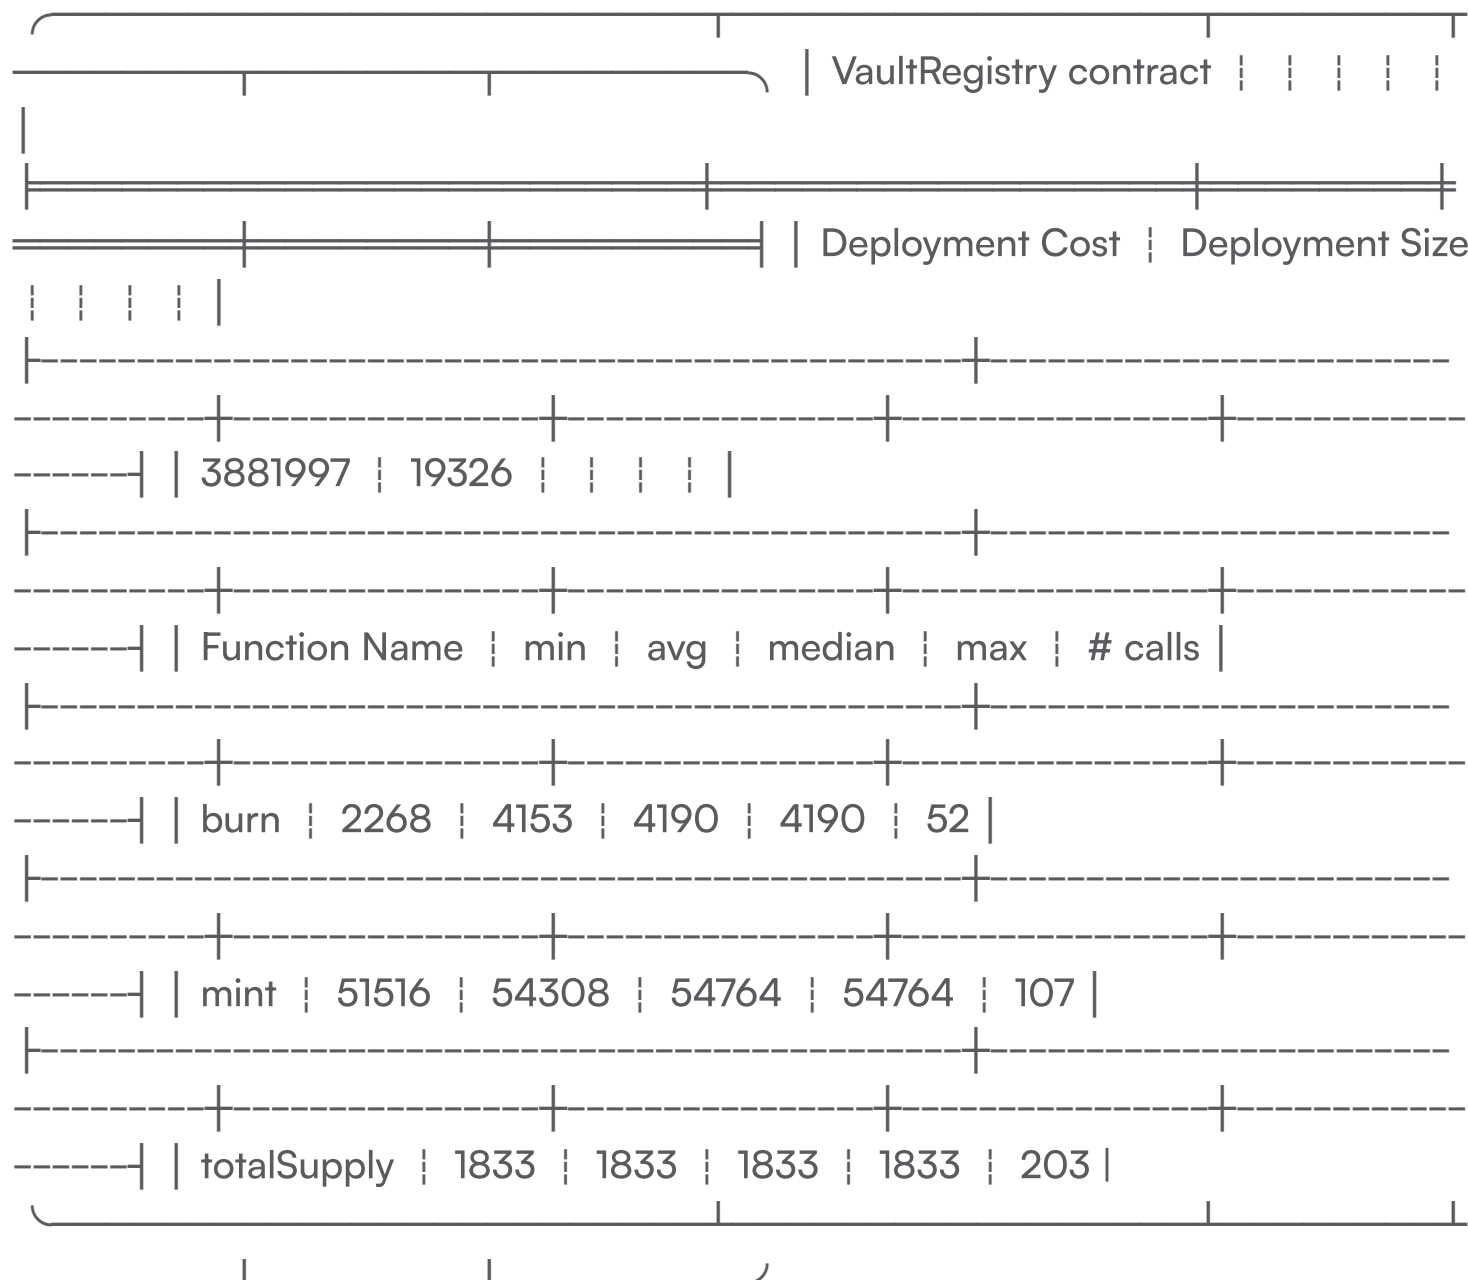 | VaultRegistry contract ┆ ┆ ┆ ┆ ┆
|
| Deployment Cost ┆ Deployment Size
┆ ┆ ┆ ┆ |
| 3881997 ┆ 19326 ┆ ┆ ┆ ┆ |
| Function Name ┆ min ┆ avg ┆ median ┆ max ┆ # calls |
| burn ┆ 2268 ┆ 4153 ┆ 4190 ┆ 4190 ┆ 52 |
| mint ┆ 51516 ┆ 54308 ┆ 54764 ┆ 54764 ┆ 107 |
| totalSupply ┆ 1833 ┆ 1833 ┆ 1833 ┆ 1833 ┆ 203 |